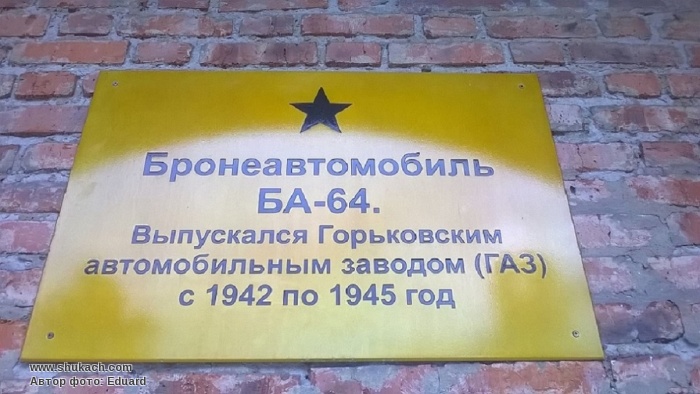 Бронеавтомобиль
БА-64.
Выпускался Горьковским
автомобильным заводом (ГАЗ)
с 1942 по 1945 год
www.shukach.com
Автор фото: Eduard